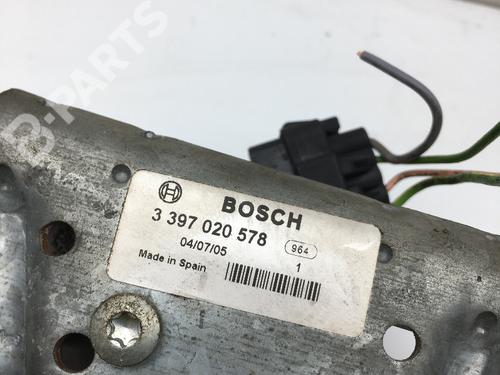 B-PARTS
BOSCH
3 397 020 578
04/07/05
964
Made in Spain
1